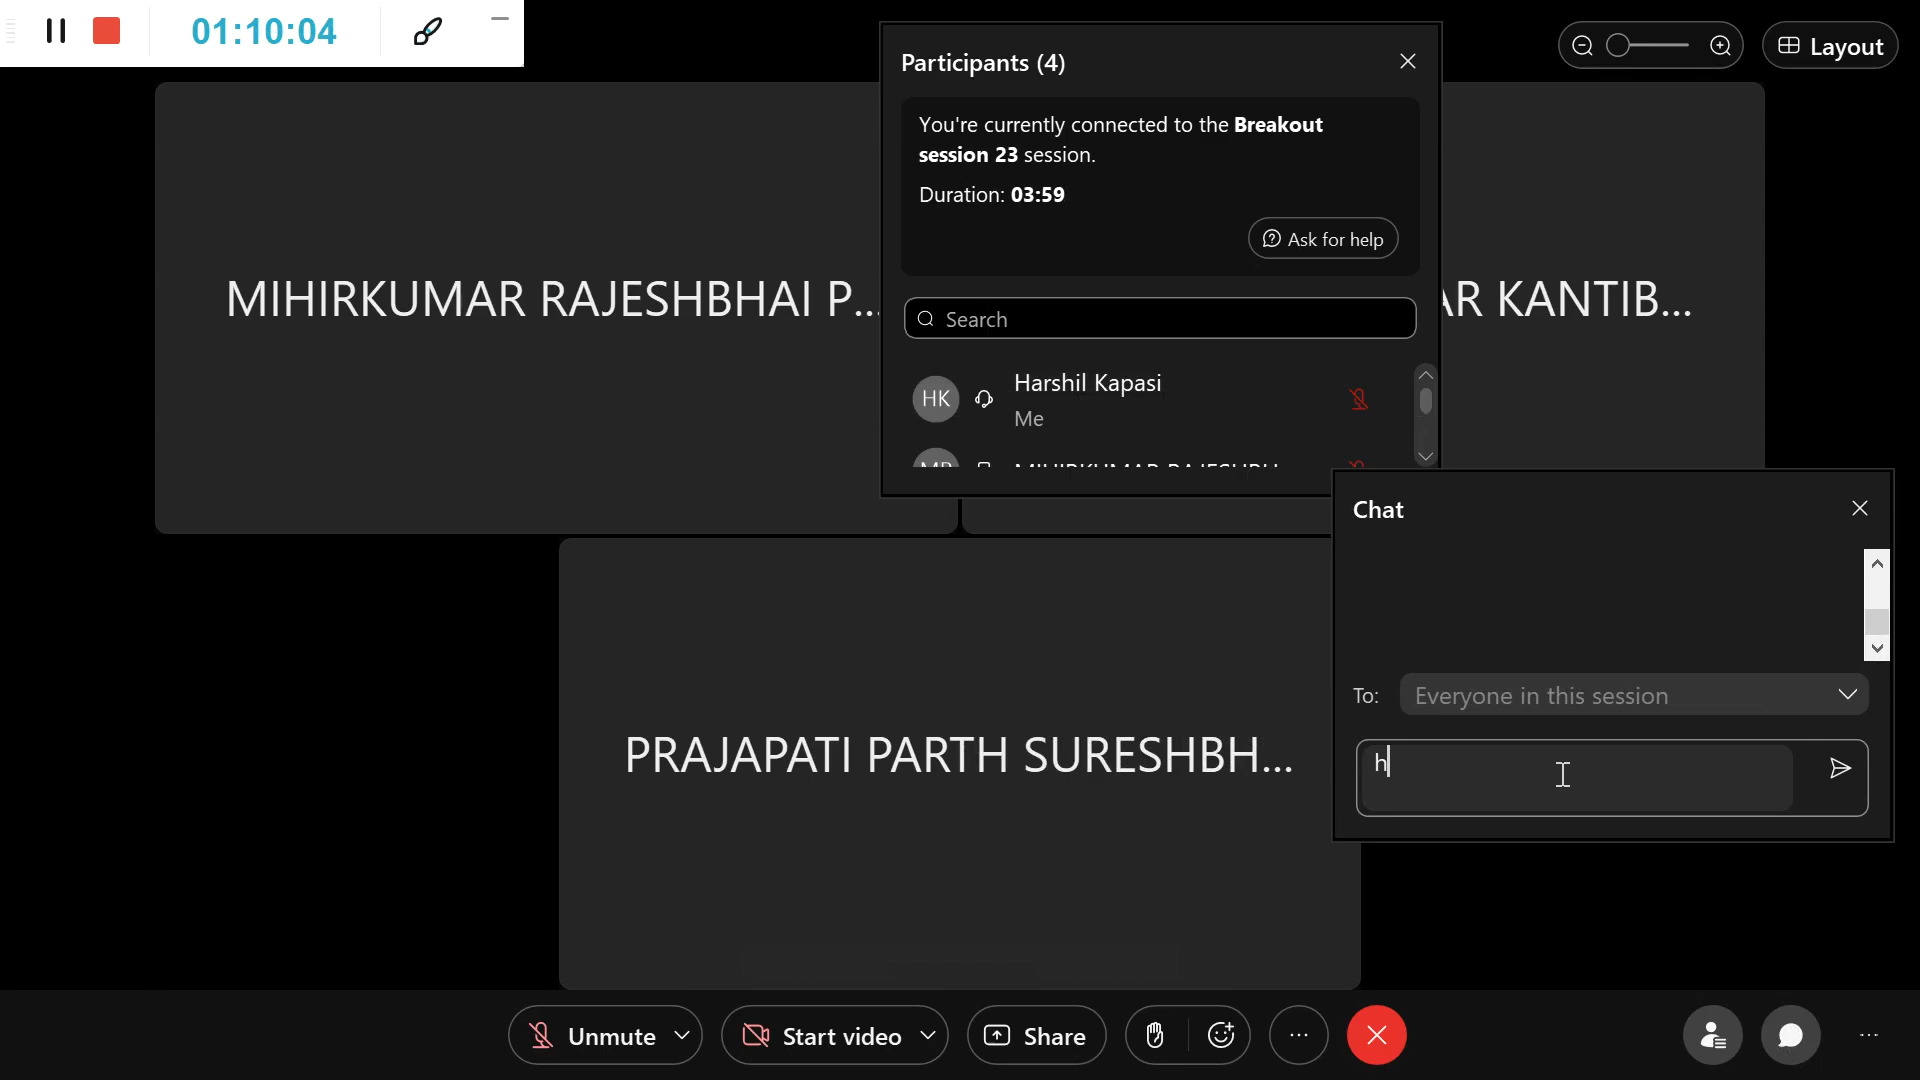 01:10:04
Layout
Participants (4)
You're currently connected to the Breakout
session 23 session.
Duration: 03:59
Ask for help
Search
MIHIRKUMAR RAJESHBHAI P...
AR KANTIB...
HK
Harshil Kapasi
Me
Chat
To:
Everyone in this session
h
PRAJAPATI PARTH SURESHBH...
Unmute
Start video
Share